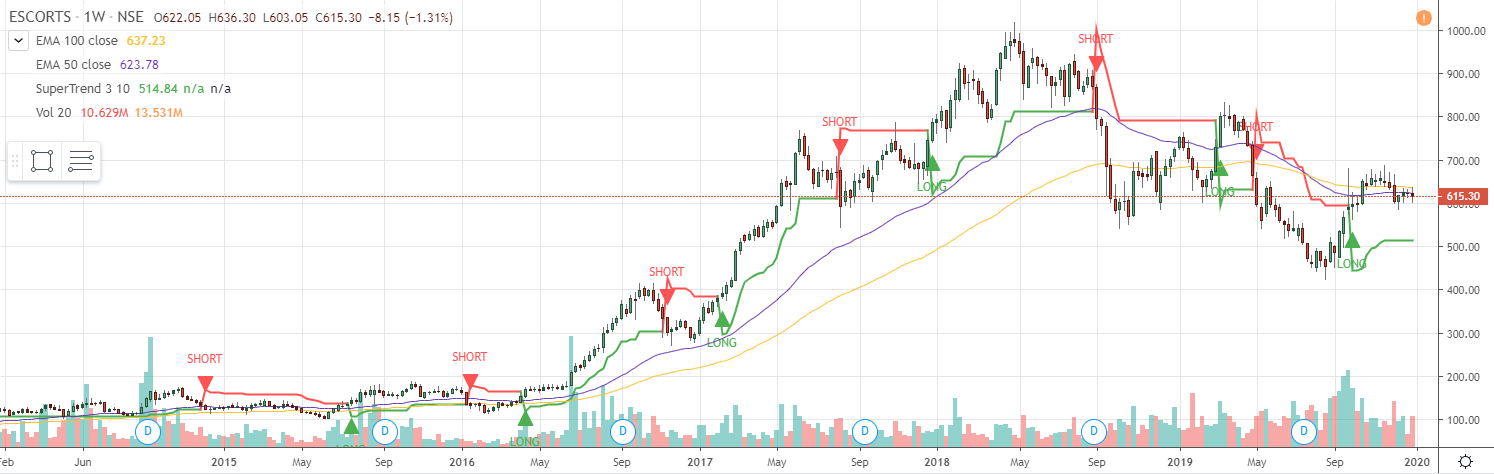 ESCORTS · 1W · NSE O622.05 H636.30 L603.05 C615.30 −8.15 (−1.31%)
EMA 100 close 637.23
EMA 50 close 623.78
SuperTrend 3 10 514.84 n/a n/a
Vol 20 10.629M 13.531M
!
1000.00
SHORT
900.00
SHORT
800.00
SHORT
700.00
LONG
LONG
615.30
500.00
LONG
SHORT
400.00
300.00
LONG
SHORT
SHORT
200.00
100.00
LONG
D D D D D D
Feb Jun 2015 May Sep 2016 May Sep 2017 May Sep 2018 May Sep 2019 May Sep 2020